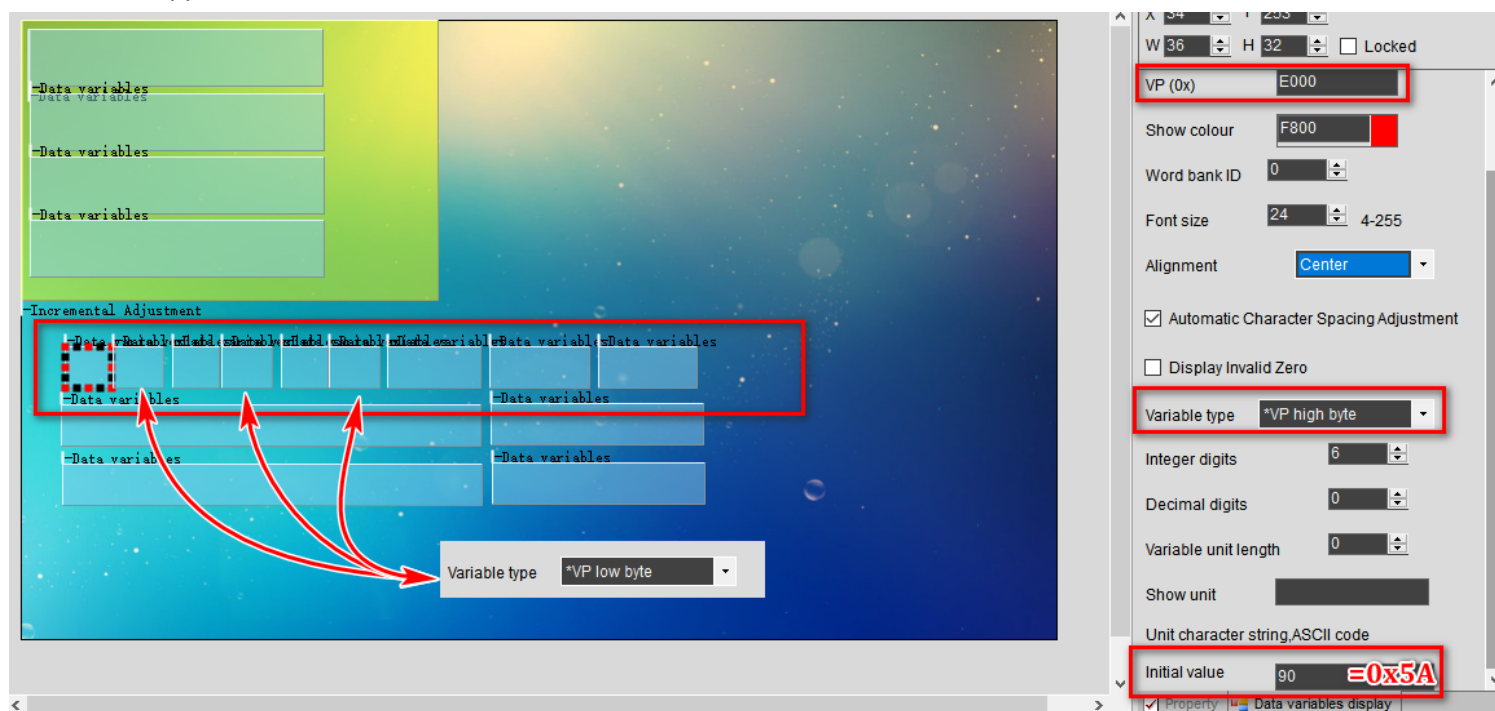 W 36 H 32 Locked
-Data variables
-Data variables
VP (0x) E000
Show colour F800
-Data variables
Word bank ID 0
-Data variables
Font size 24 4-255
Alignment Center
-Incremental Adjustment
Automatic Character Spacing Adjustment
Data variables
Display Invalid Zero
-Data variables
-Data variables
Variable type *VP high byte
-Data variables
-Data variables
Integer digits 6
Decimal digits 0
Variable type *VP low byte
Variable unit length 0
Show unit
Unit character string,ASCII code
Initial value 90 =0x5A
Property Data variables display